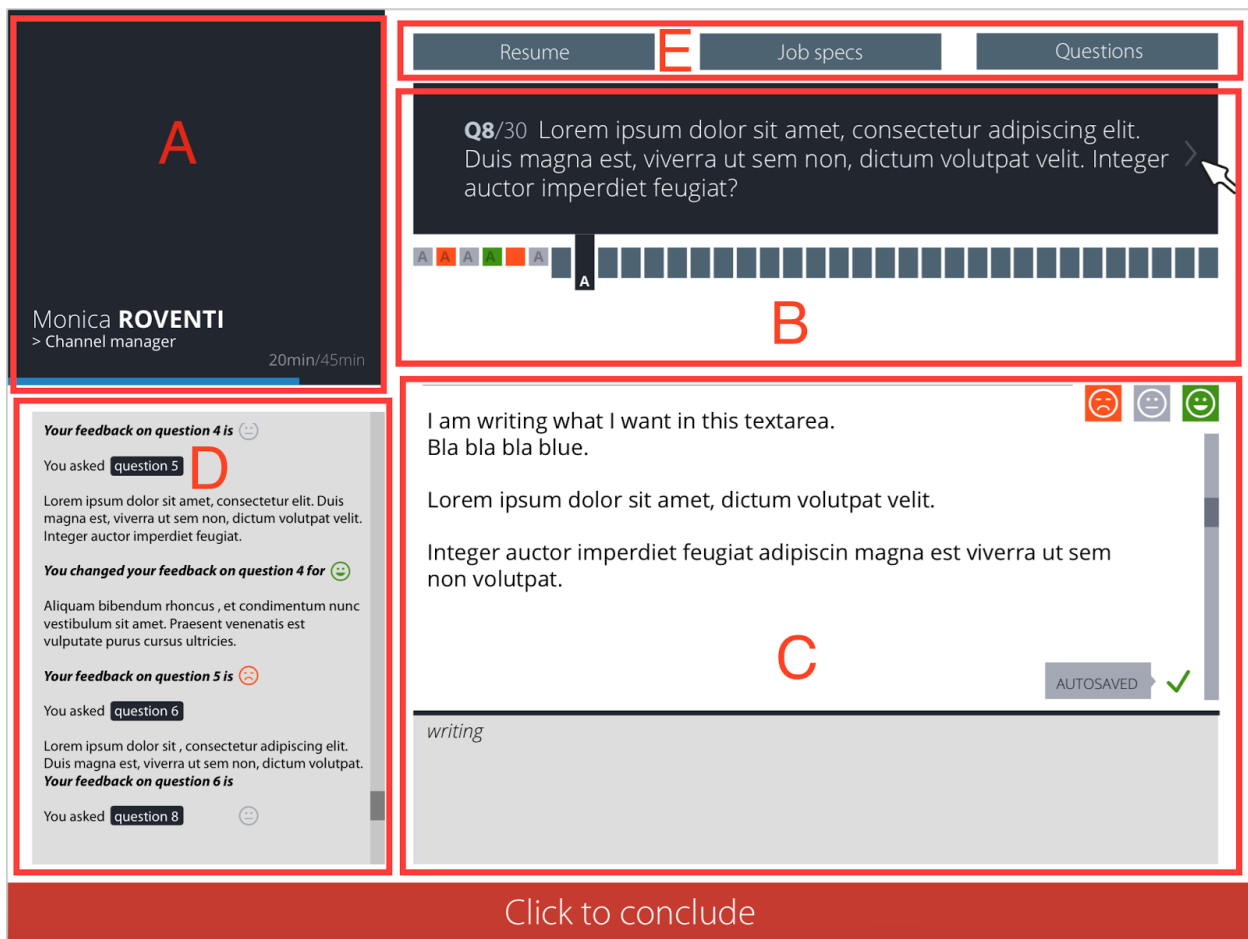 A
Monica ROVENTI
> Channel manager
20min/45min
E
Resume
Job specs
Questions
Q8/30 Lorem ipsum dolor sit amet, consectetur adipiscing elit.
Duis magna est, viverra ut sem non, dictum volutpat velit. Integer
auctor imperdiet feugiat?
A A A A A
A
B
D
Your feedback on question 4 is
You asked question 5
Lorem ipsum dolor sit amet, consectetur elit. Duis
magna est, viverra ut sem non, dictum volutpat velit.
Integer auctor imperdiet feugiat.
You changed your feedback on question 4 for
Aliquam bibendum rhoncus , et condimentum nunc
vestibulum sit amet. Praesent venenatis est
vulputate purus cursus ultricies.
Your feedback on question 5 is
You asked question 6
Lorem ipsum dolor sit , consectetur adipiscing elit.
Duis magna est, viverra ut sem non, dictum volutpat.
Your feedback on question 6 is
You asked question 8
I am writing what I want in this textarea.
Bla bla bla blue.
Lorem ipsum dolor sit amet, dictum volutpat velit.
Integer auctor imperdiet feugiat adipiscin magna est viverra ut sem
non volutpat.
C
AUTOSAVED
writing
Click to conclude